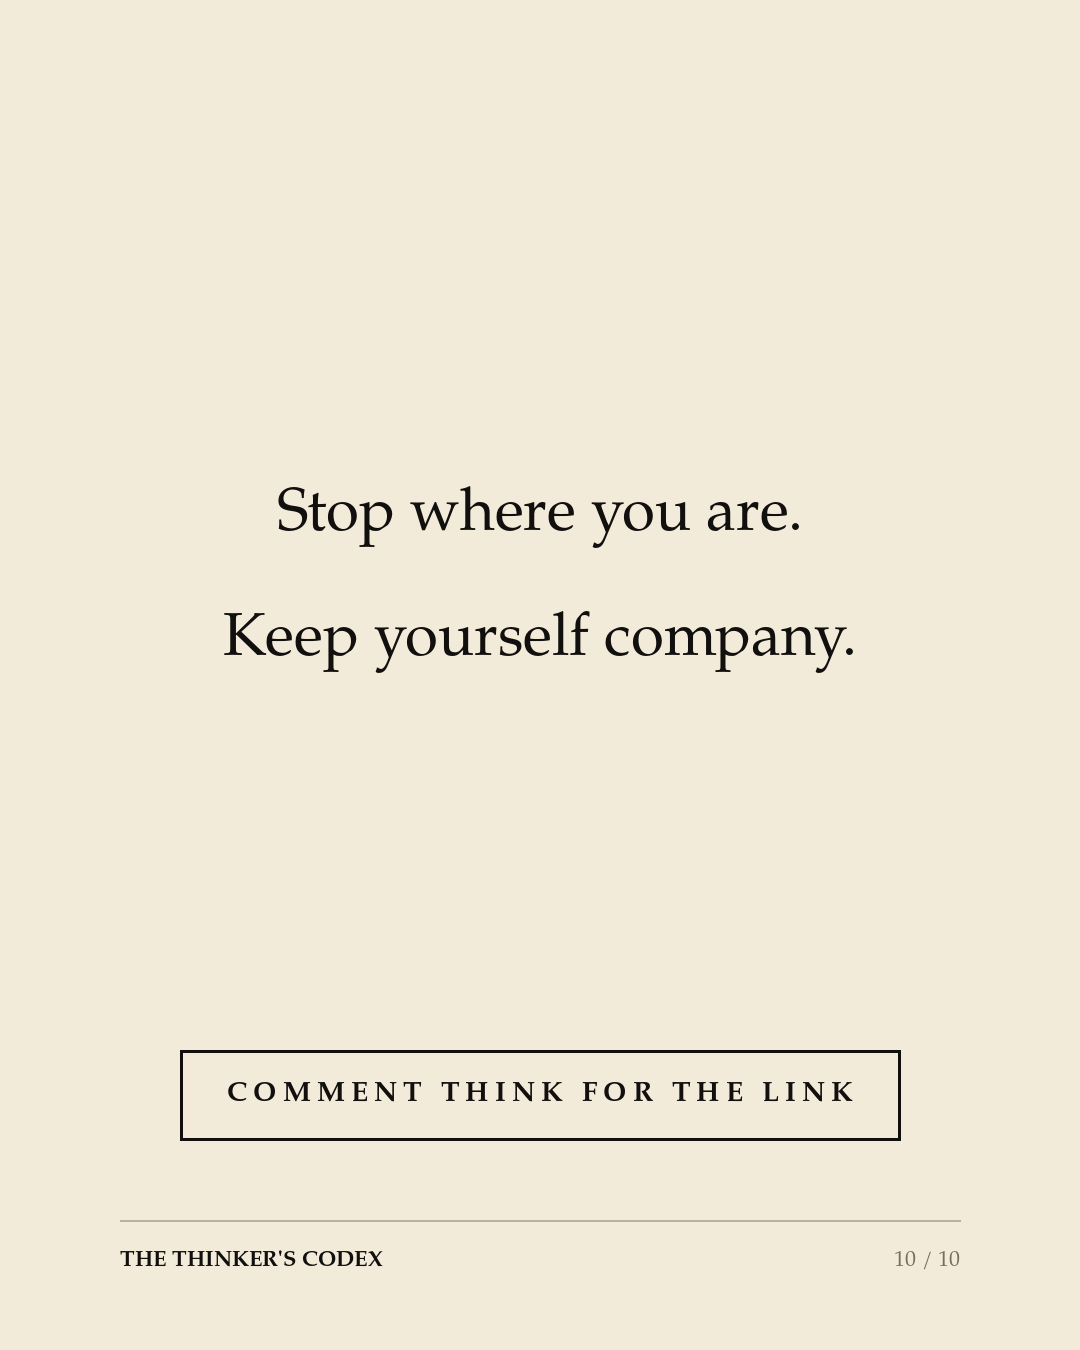 Stop where you are.
Keep yourself company.
COMMENT THINK FOR THE LINK
THE THINKER'S CODEX
10 / 10